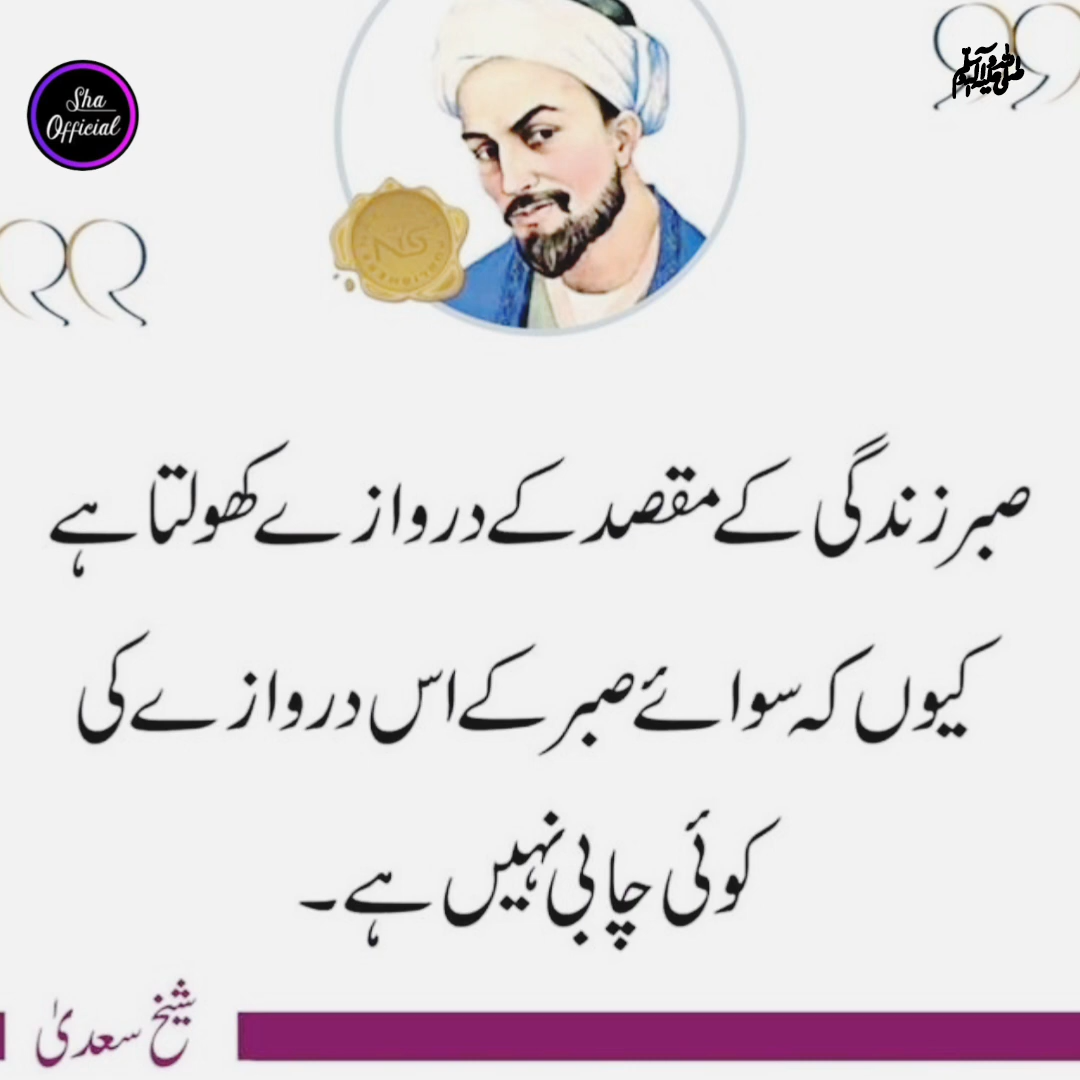 Sha
Official
صبر زندگی کے مقصد کے دروازے کھولتا ہے
کیوں کہ سوائے صبر کے اس دروازے کی
کوئی چابی نہیں ہے۔
شیخ سعدیٰ